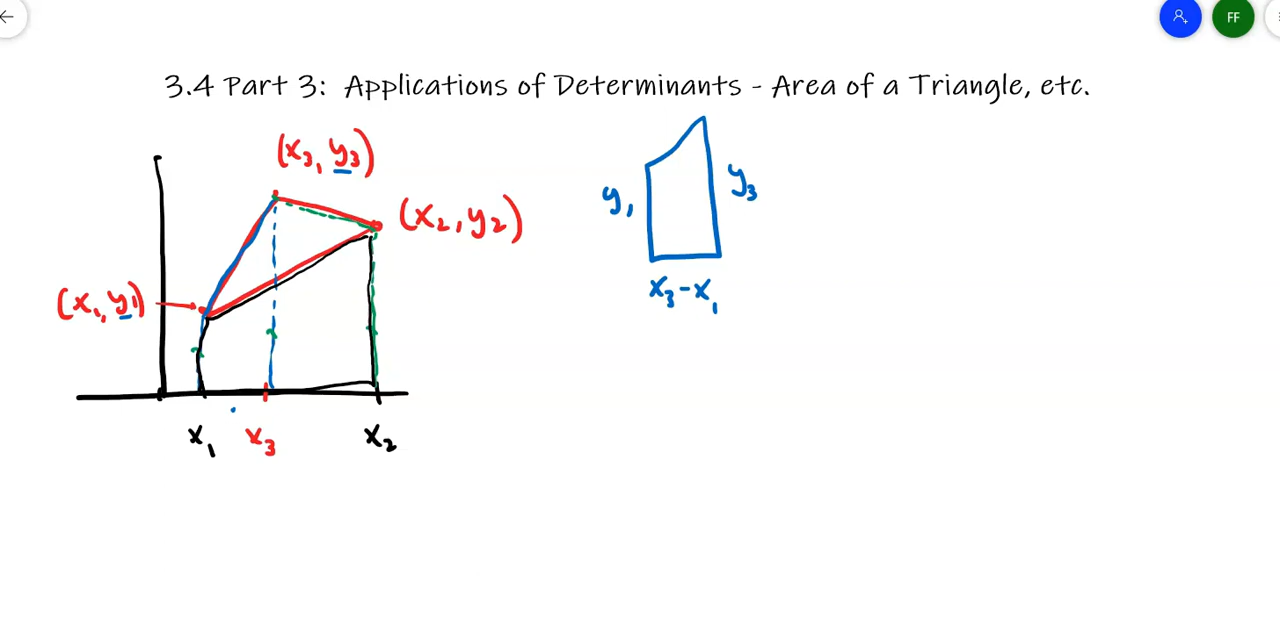 FF
3.4 Part 3: Applications of Determinants - Area of a Triangle, etc.
(x₃, y₃)
(x₂, y₂)
(x₁, y₁)
x₁
x₃
x₂
y₁
y₃
x₃-x₁